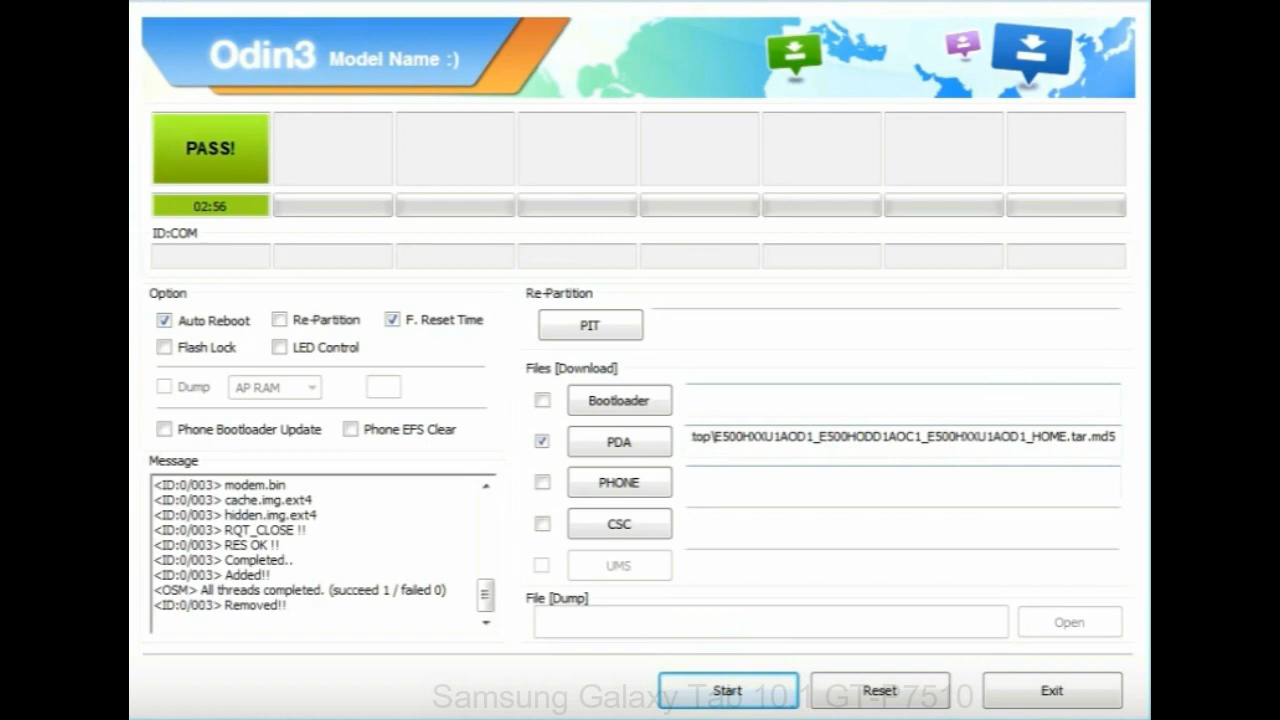 Odin3 Model Name :)
PASS!
02:56
ID:COM
Option
Auto Reboot Re-Partition F. Reset Time
Flash Lock LED Control
Dump AP RAM
Phone Bootloader Update Phone EFS Clear
Message
<ID:0/003> modem.bin
<ID:0/003> cache.img.ext4
<ID:0/003> hidden.img.ext4
<ID:0/003> RQT_CLOSE !!
<ID:0/003> RES OK !!
<ID:0/003> Completed..
<ID:0/003> Added!!
<OSM> All threads completed. (succeed 1 / failed 0)
<ID:0/003> Removed!!
Re-Partition
PIT
Files [Download]
Bootloader
PDA top\E500HXXU1AOD1_E500HODD1AOC1_E500HXXU1AOD1_HOME.tar.md5
PHONE
CSC
UMS
File [Dump]
Open
Start Reset Exit
Samsung Galaxy Tab 10.1 GT-P7510